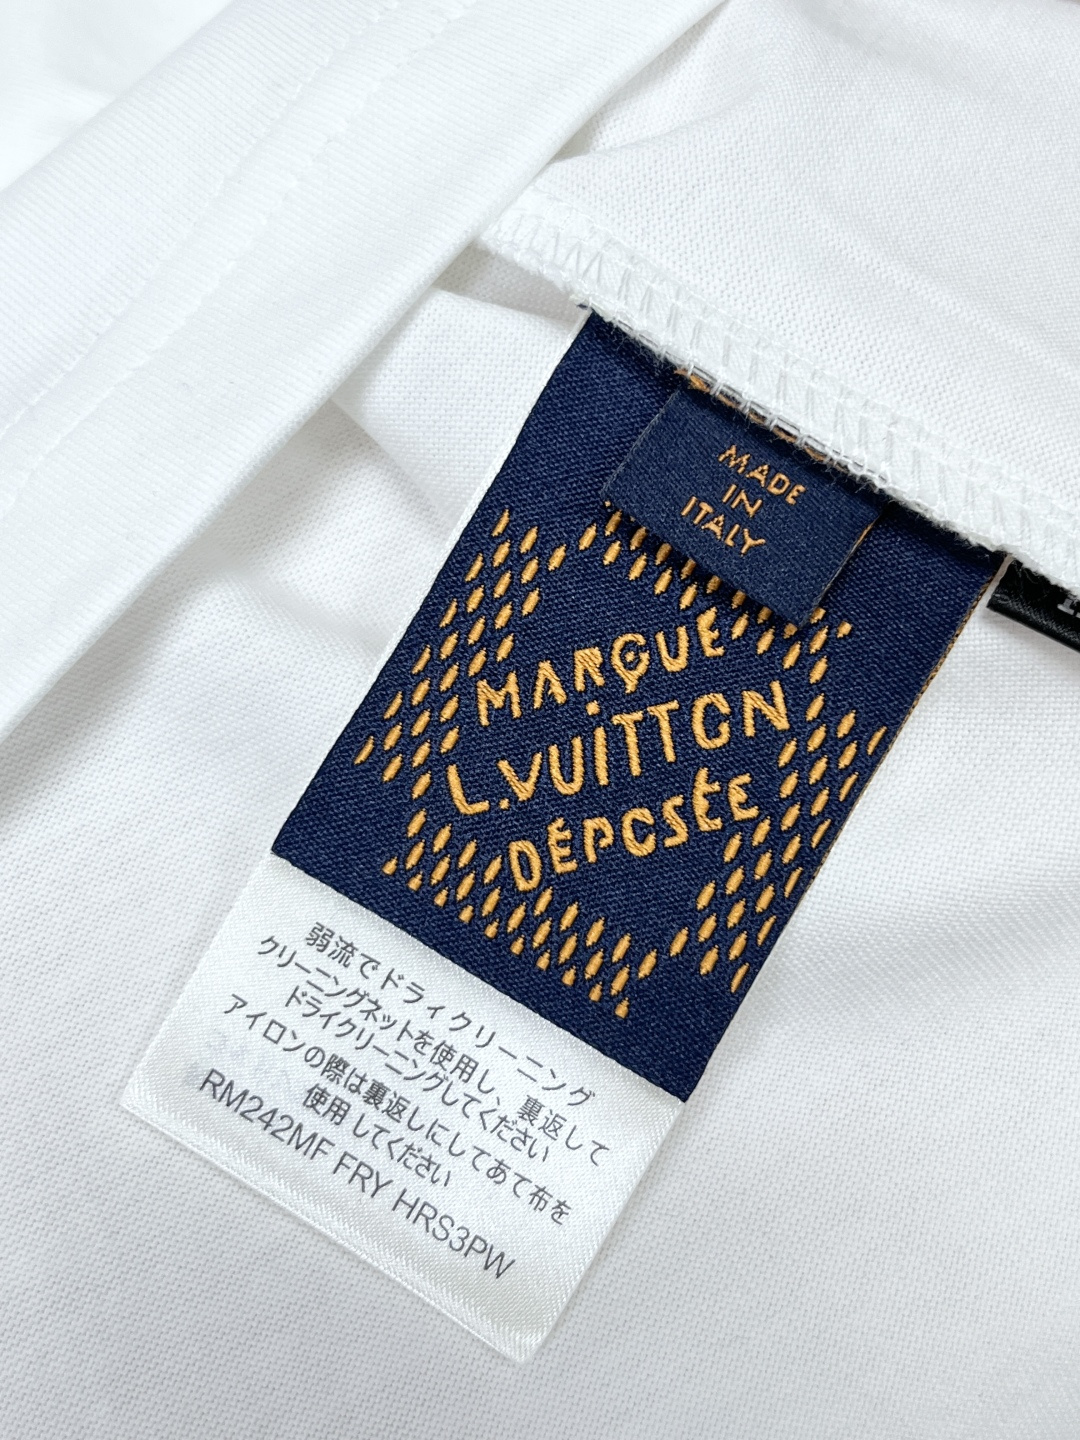 MADE
IN
ITALY
MARQUE
L.VUITTON
DÉPOSÉE
弱流でドライクリーニング
クリーニングネットを使用し、裏返して
ドライクリーニングしてください
アイロンの際は裏返しにしてあて布を
使用してください
RM242MF FRY HRS3PW